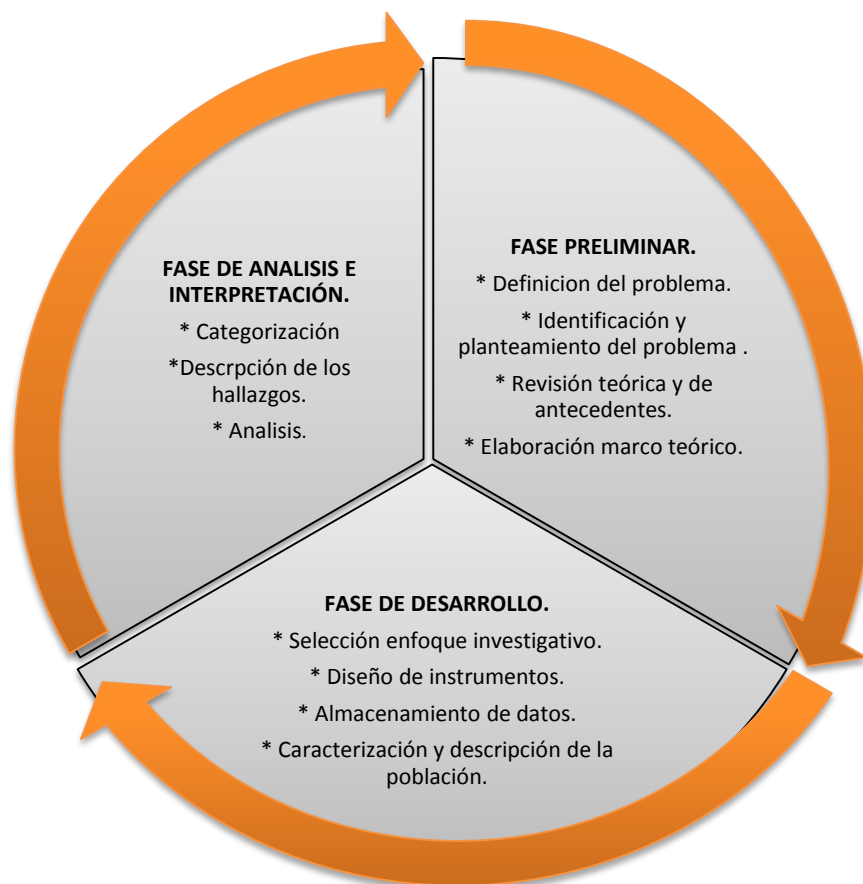 FASE DE ANALISIS E
INTERPRETACIÓN.
* Categorización
*Descrpción de los
hallazgos.
* Analisis.
FASE PRELIMINAR.
* Definicion del problema.
* Identificación y
planteamiento del problema .
* Revisión teórica y de
antecedentes.
* Elaboración marco teórico.
FASE DE DESARROLLO.
* Selección enfoque investigativo.
* Diseño de instrumentos.
* Almacenamiento de datos.
* Caracterización y descripción de la
población.